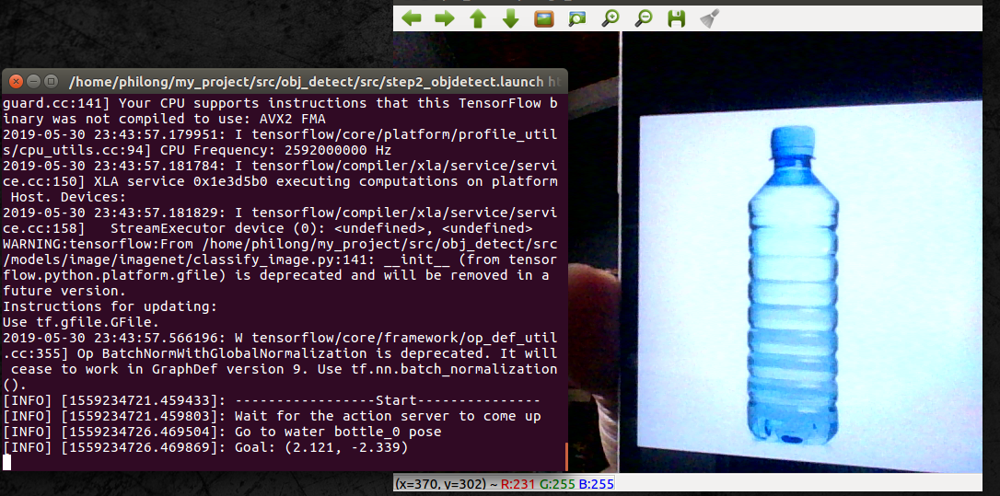 /home/philong/my_project/src/obj_detect/src/step2_objdetect.launch
guard.cc:141] Your CPU supports instructions that this TensorFlow b
inary was not compiled to use: AVX2 FMA
2019-05-30 23:43:57.179951: I tensorflow/core/platform/profile_util
s/cpu_utils.cc:94] CPU Frequency: 2592000000 Hz
2019-05-30 23:43:57.181784: I tensorflow/compiler/xla/service/servi
ce.cc:150] XLA service 0x1e3d5b0 executing computations on platform
 Host. Devices:
2019-05-30 23:43:57.181829: I tensorflow/compiler/xla/service/servi
ce.cc:158]   StreamExecutor device (0): <undefined>, <undefined>
WARNING:tensorflow:From /home/philong/my_project/src/obj_detect/src
/models/image/imagenet/classify_image.py:141: __init__ (from tensor
flow.python.platform.gfile) is deprecated and will be removed in a
future version.
Instructions for updating:
Use tf.gfile.GFile.
2019-05-30 23:43:57.566196: W tensorflow/core/framework/op_def_util
.cc:355] Op BatchNormWithGlobalNormalization is deprecated. It will
 cease to work in GraphDef version 9. Use tf.nn.batch_normalization
().
[INFO] [1559234721.459433]: -----------------Start---------------
[INFO] [1559234721.459803]: Wait for the action server to come up
[INFO] [1559234726.469504]: Go to water bottle_0 pose
[INFO] [1559234726.469869]: Goal: (2.121, -2.339)
(x=370, y=302) ~ R:231 G:255 B:255